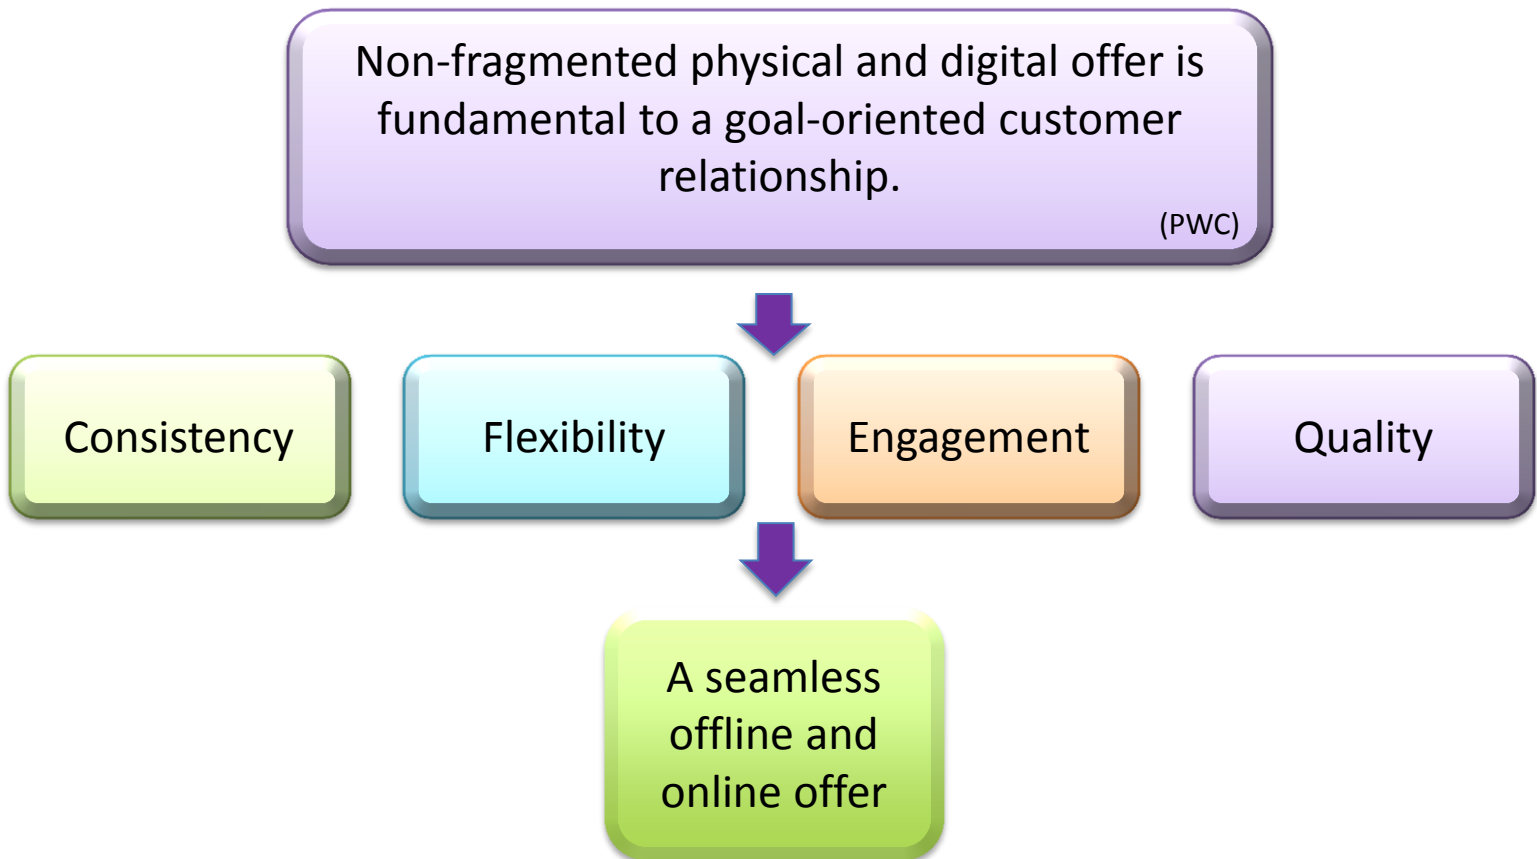 Non-fragmented physical and digital offer is
fundamental to a goal-oriented customer
relationship.
(PWC)
Consistency
Flexibility
Engagement
Quality
A seamless
offline and
online offer